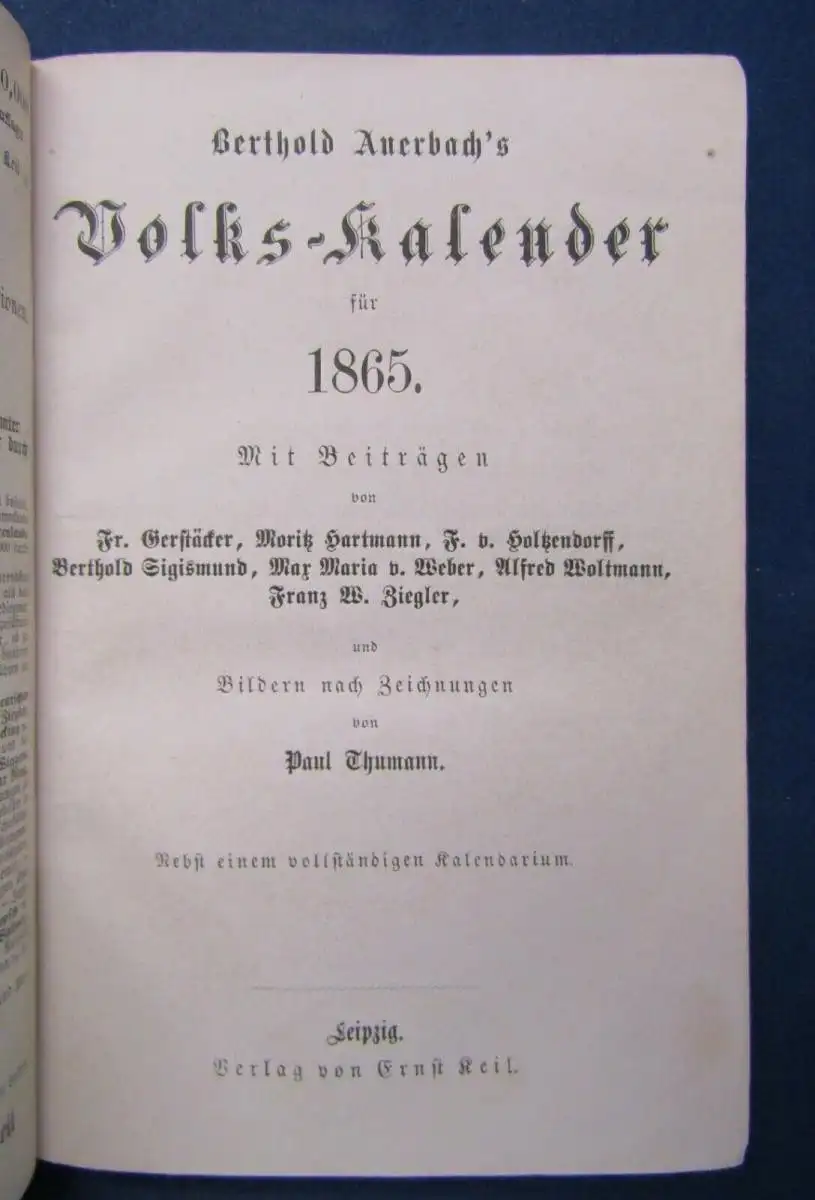 Berthold Auerbach's
Volks-Kalender
für
1865.
Mit Beiträgen
von
Fr. Gerstäcker, Moritz Hartmann, F. v. Holtzendorff,
Berthold Sigismund, Max Maria v. Weber, Alfred Woltmann,
Franz W. Ziegler,
und
Bildern nach Zeichnungen
von
Paul Thumann.
Nebst einem vollständigen Kalendarium.
Leipzig.
Verlag von Ernst Keil.